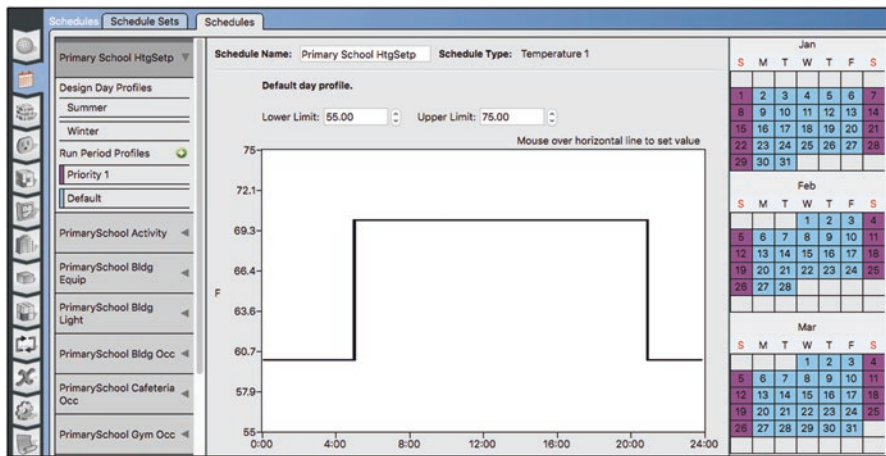 Schedules Schedule Sets Schedules
Primary School HtgSetp
Design Day Profiles
Summer
Winter
Run Period Profiles
Priority 1
Default
PrimarySchool Activity
PrimarySchool Bldg
Equip
PrimarySchool Bldg
Light
PrimarySchool Bldg Occ
PrimarySchool Cafeteria
Occ
PrimarySchool Gym Occ
Schedule Name: Primary School HtgSetp Schedule Type: Temperature 1
Default day profile.
Lower Limit: 55.00 Upper Limit: 75.00
Mouse over horizontal line to set value
75
72.1
69.3
66.4
F
63.6
60.7
57.9
55
0:00 4:00 8:00 12:00 16:00 20:00 24:00
Jan
S M T W T F S
1 2 3 4 5 6 7
8 9 10 11 12 13 14
15 16 17 18 19 20 21
22 23 24 25 26 27 28
29 30 31
Feb
S M T W T F S
1 2 3 4
5 6 7 8 9 10 11
12 13 14 15 16 17 18
19 20 21 22 23 24 25
26 27 28
Mar
S M T W T F S
1 2 3 4
5 6 7 8 9 10 11
12 13 14 15 16 17 18
19 20 21 22 23 24 25
26 27 28 29 30 31